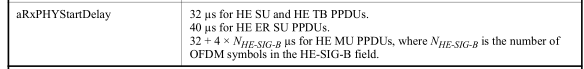 aRxPHYStartDelay
32 µs for HE SU and HE TB PPDUs.
40 µs for HE ER SU PPDUs.
32 + 4 × N_HE-SIG-B µs for HE MU PPDUs, where N_HE-SIG-B is the number of
OFDM symbols in the HE-SIG-B field.